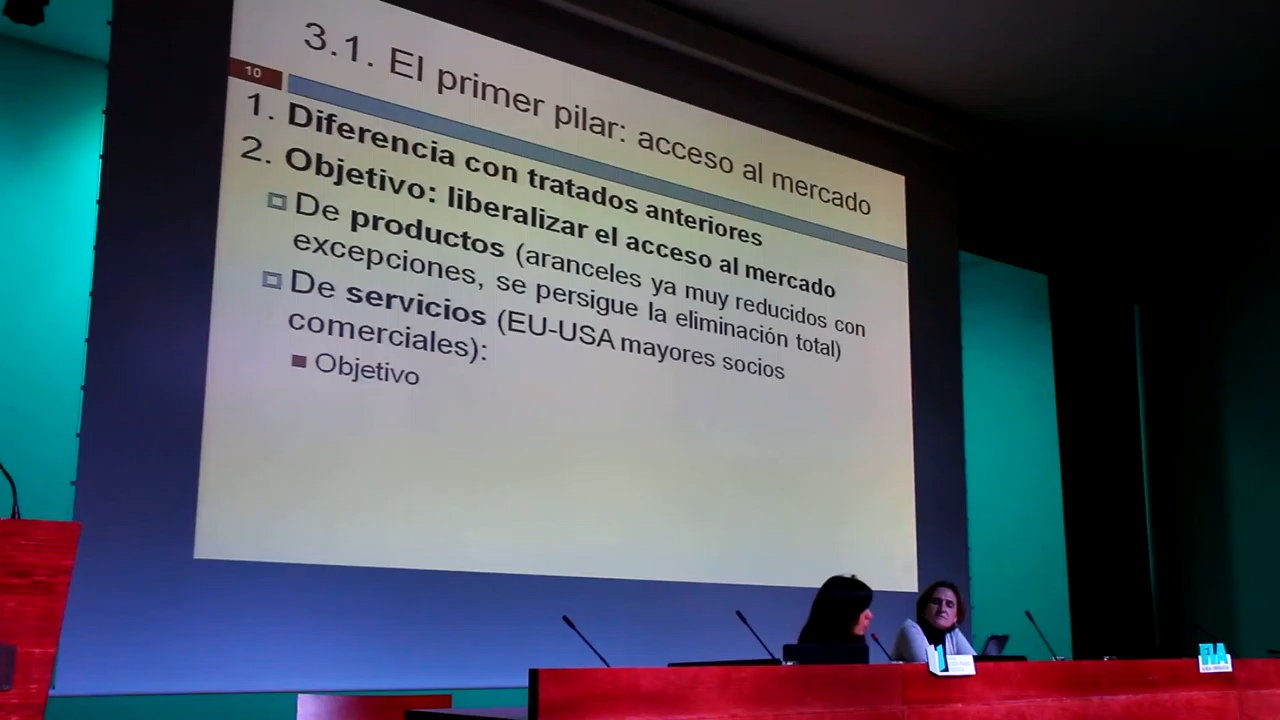 3.1. El primer pilar: acceso al mercado
10
1. Diferencia con tratados anteriores
2. Objetivo: liberalizar el acceso al mercado
De productos (aranceles ya muy reducidos con
excepciones, se persigue la eliminación total)
De servicios (EU-USA mayores socios
comerciales):
Objetivo